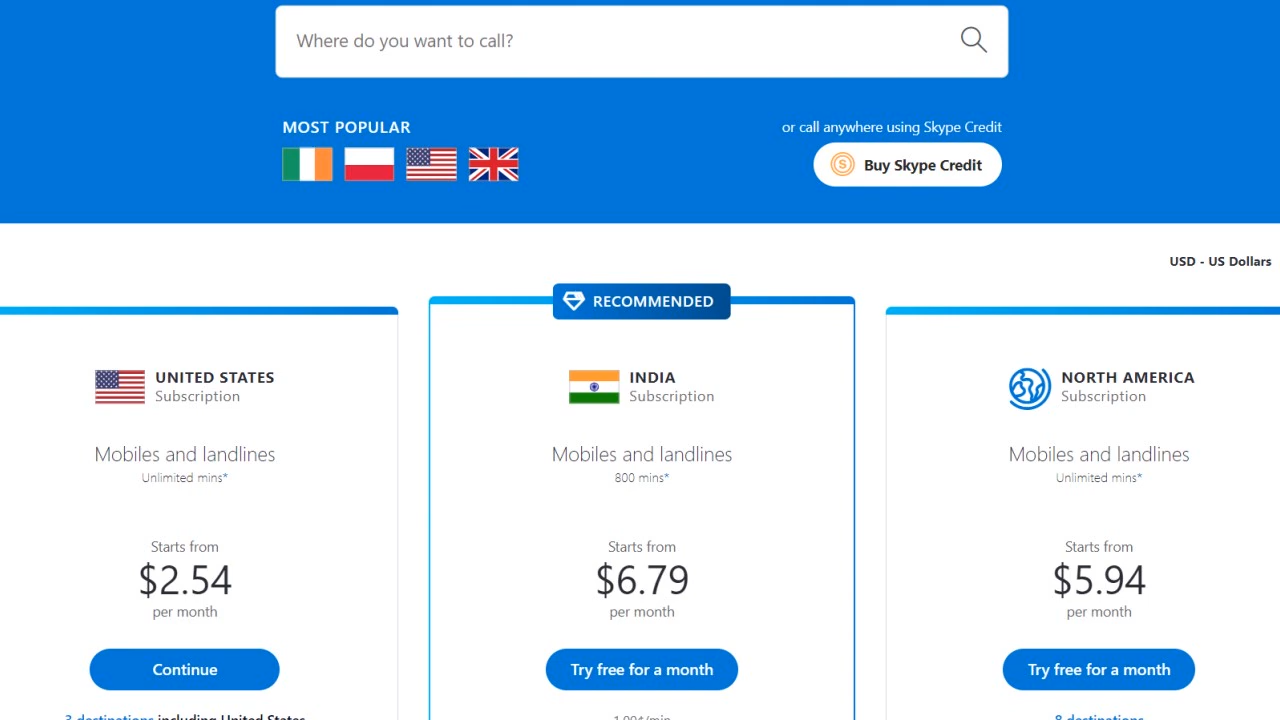 Where do you want to call?
MOST POPULAR
or call anywhere using Skype Credit
Buy Skype Credit
USD - US Dollars
RECOMMENDED
UNITED STATES
Subscription
Mobiles and landlines
Unlimited mins*
Starts from
$2.54
per month
Continue
3 destinations including United States
INDIA
Subscription
Mobiles and landlines
800 mins*
Starts from
$6.79
per month
Try free for a month
NORTH AMERICA
Subscription
Mobiles and landlines
Unlimited mins*
Starts from
$5.94
per month
Try free for a month
8 destinations